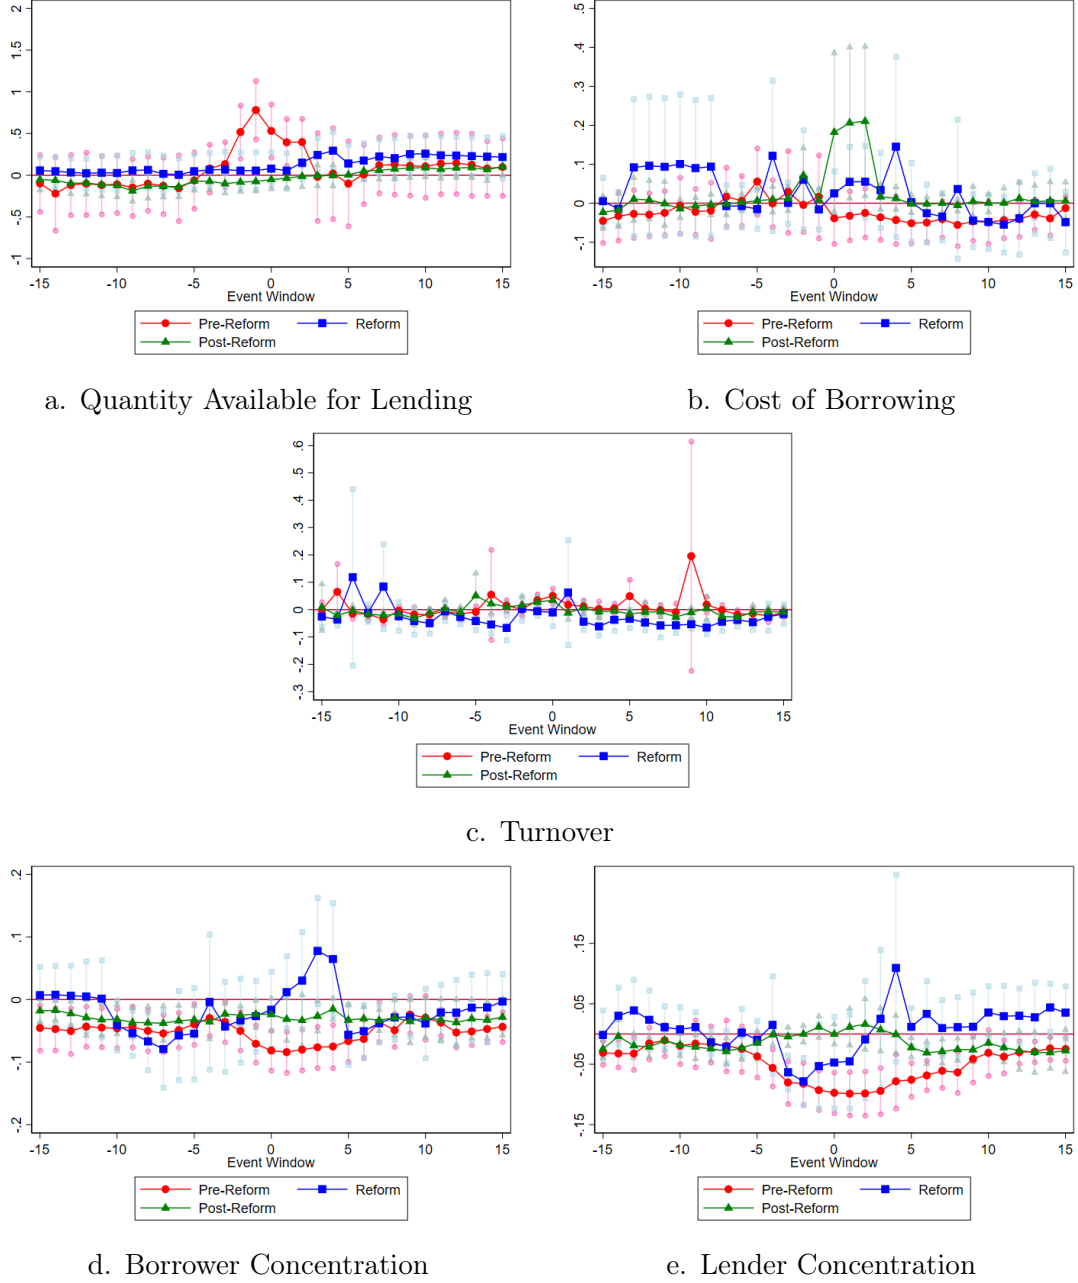 2
1.5
1
.5
0
-.5
-1
-15 -10 -5 0 5 10 15
Event Window
Pre-Reform Reform
Post-Reform
a. Quantity Available for Lending
.5
.4
.3
.2
.1
0
-.1
-15 -10 -5 0 5 10 15
Event Window
Pre-Reform Reform
Post-Reform
b. Cost of Borrowing
.6
.5
.4
.3
.2
.1
0
-.1
-.2
-.3
-15 -10 -5 0 5 10 15
Event Window
Pre-Reform Reform
Post-Reform
c. Turnover
.2
.1
0
-.1
-.2
-15 -10 -5 0 5 10 15
Event Window
Pre-Reform Reform
Post-Reform
d. Borrower Concentration
.15
.05
-.05
-.15
-15 -10 -5 0 5 10 15
Event Window
Pre-Reform Reform
Post-Reform
e. Lender Concentration